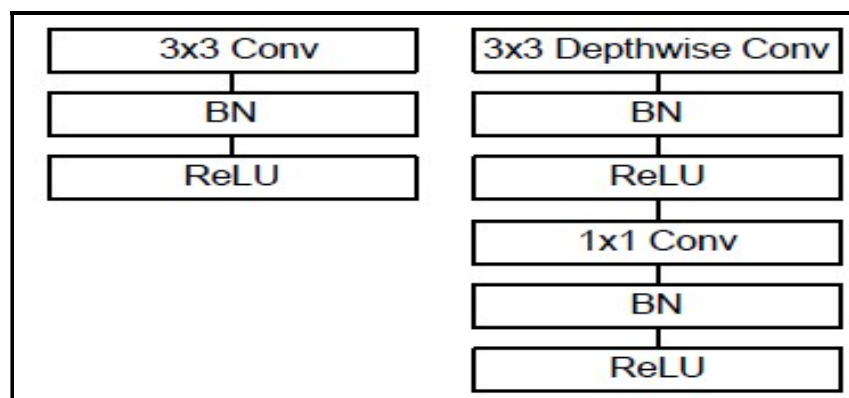 3x3 Conv
BN
ReLU
3x3 Depthwise Conv
BN
ReLU
1x1 Conv
BN
ReLU